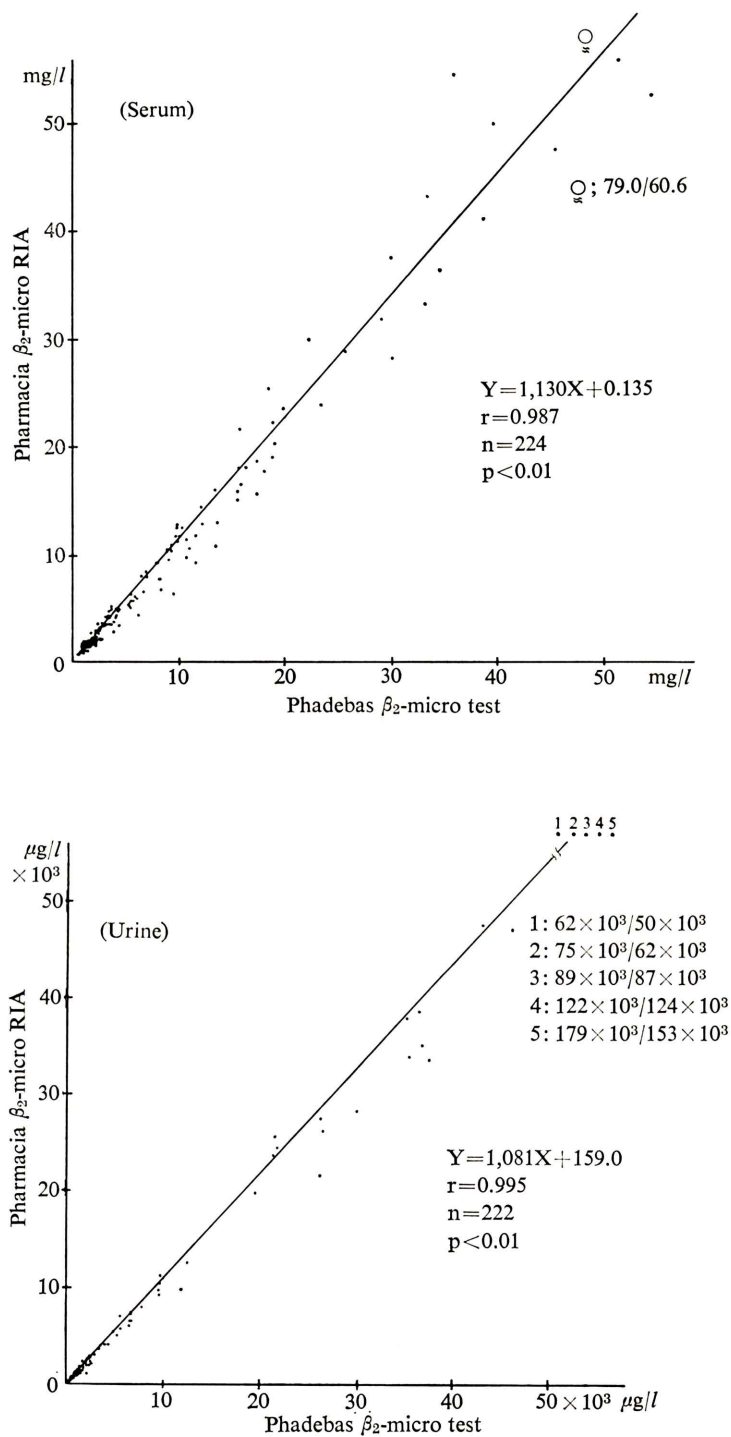 mg/l
(Serum)
50
40
30
20
10
0
Pharmacia β₂-micro RIA
; 79.0/60.6
Y=1,130X+0.135
r=0.987
n=224
p<0.01
10 20 30 40 50 mg/l
Phadebas β₂-micro test
μg/l
×10³
(Urine)
50
40
30
20
10
0
Pharmacia β₂-micro RIA
1 2 3 4 5
1: 62×10³/50×10³
2: 75×10³/62×10³
3: 89×10³/87×10³
4: 122×10³/124×10³
5: 179×10³/153×10³
Y=1,081X+159.0
r=0.995
n=222
p<0.01
10 20 30 40 50×10³ μg/l
Phadebas β₂-micro test